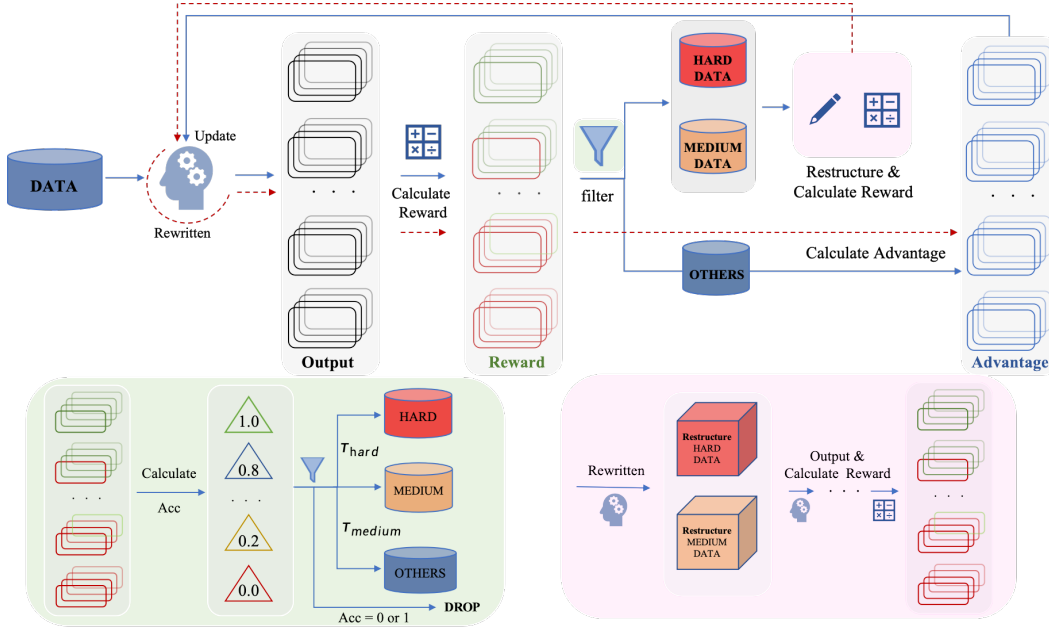 HARD
DATA
MEDIUM
DATA
Update
DATA
Rewritten
. . .
Calculate
Reward
. . .
filter
Restructure &
Calculate Reward
. . .
Calculate Advantage
OTHERS
Output
Reward
Advantage
Calculate
Acc
. . .
1.0
0.8
. . .
0.2
0.0
HARD
τhard
MEDIUM
τmedium
OTHERS
DROP
Acc = 0 or 1
Rewritten
Restructure
HARD
DATA
Restructure
MEDIUM
DATA
Output &
Calculate Reward
. . .
. . .